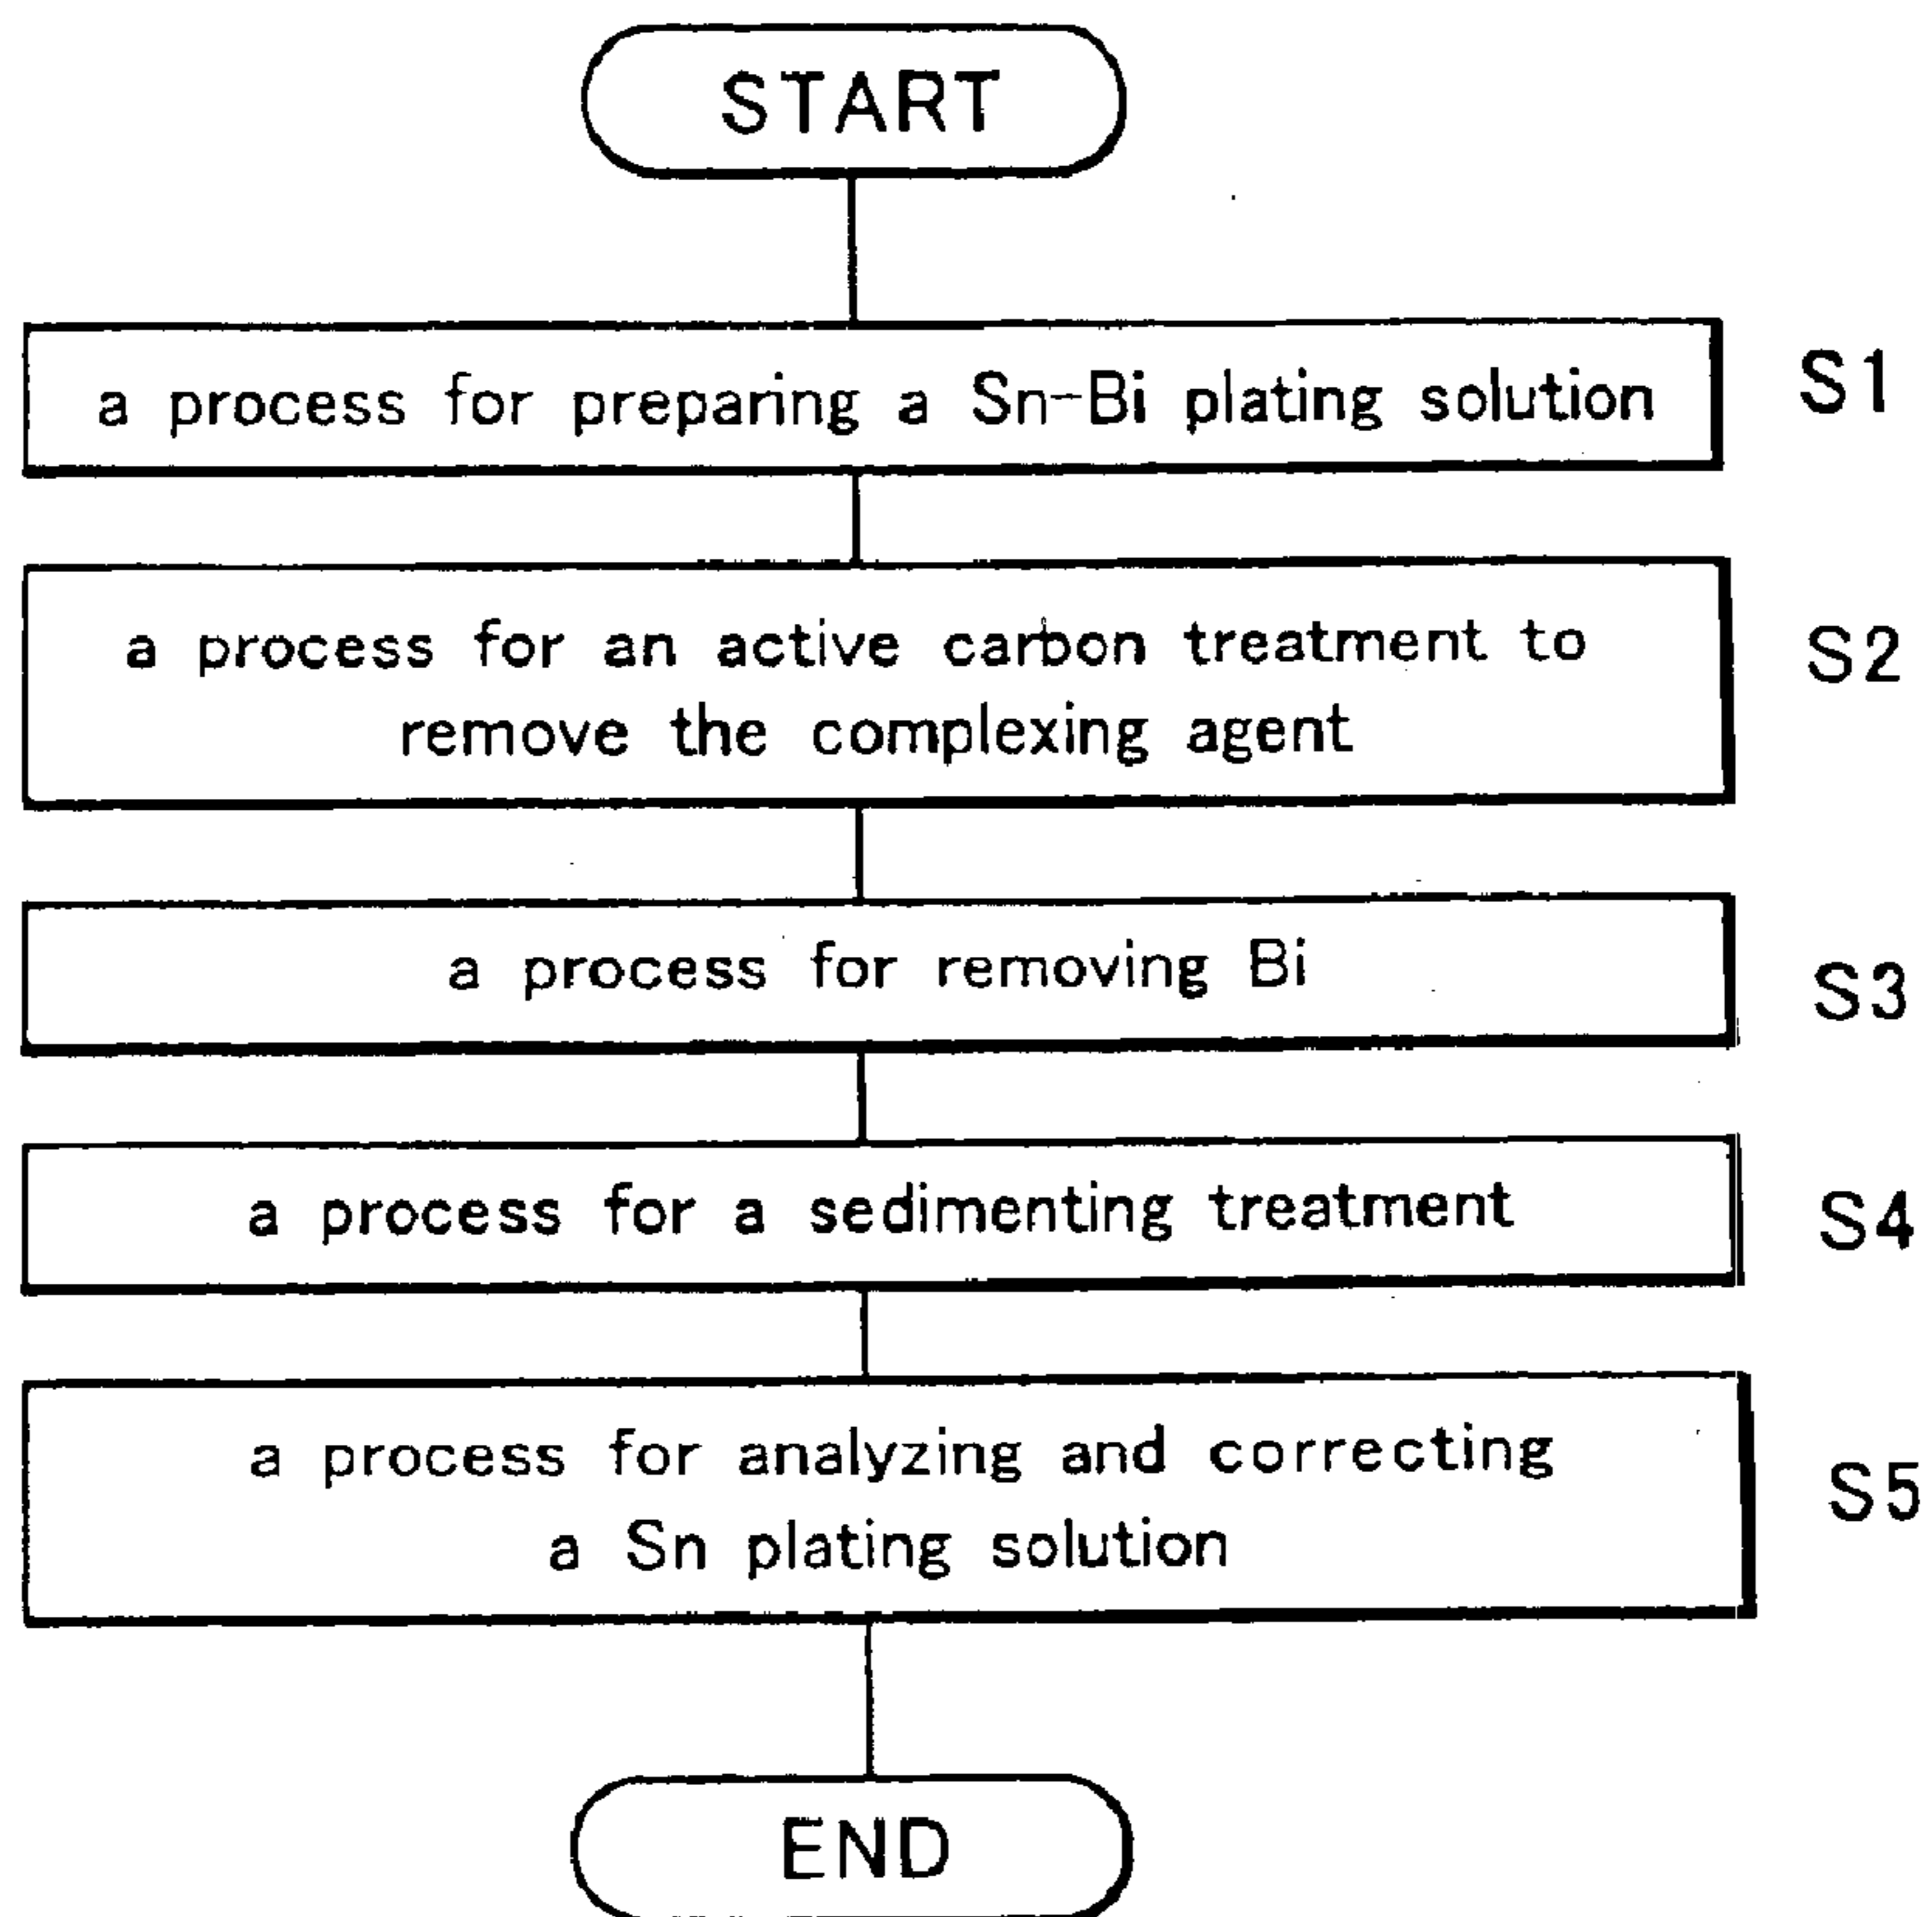 START
a process for preparing a Sn-Bi plating solution
S1
a process for an active carbon treatment to
remove the complexing agent
S2
a process for removing Bi
S3
a process for a sedimenting treatment
S4
a process for analyzing and correcting
a Sn plating solution
S5
END